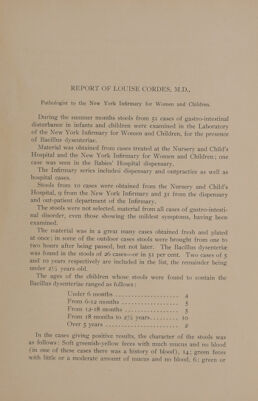 REPORT OF LOUISE CORDES, M.D.,
Pathologist to the New York Infirmary for Women and Children.
During the summer months stools from 51 cases of gastro-intestinal
disturbance in infants and children were examined in the Laboratory
of the New York Infirmary for Women and Children, for the presence
of Bacillus dysenteriæ.
Material was obtained from cases treated at the Nursery and Child's
Hospital and the New York Infirmary for Women and Children; one
case was seen in the Babies' Hospital dispensary.
The Infirmary series included dispensary and outpractice as well as
hospital cases.
Stools from 10 cases were obtained from the Nursery and Child's
Hospital, 9 from the New York Infirmary and 31 from the dispensary
and out-patient department of the Infirmary.
The stools were not selected, material from all cases of gastro-intesti-
nal disorder, even those showing the mildest symptoms, having been
examined.
The material was in a great many cases obtained fresh and plated
at once; in some of the outdoor cases stools were brought from one to
two hours after being passed, but not later. The Bacillus dysenteriæ
was found in the stools of 26 cases—or in 51 per cent. Two cases of 5
and 10 years respectively are included in the list, the remainder being
under 2½ years old.
The ages of the children whose stools were found to contain the
Bacillus dysenteriæ ranged as follows:
Under 6 months .................... 4
From 6-12 months .................... 5
From 12-18 months .................... 5
From 18 months to 2½ years.......... 10
Over 5 years .......................... 2
In the cases giving positive results, the character of the stools was
as follows: Soft greenish-yellow feces with much mucus and no blood
(in one of these cases there was a history of blood), 14; green feces
with little or a moderate amount of mucus and no blood, 6; green or